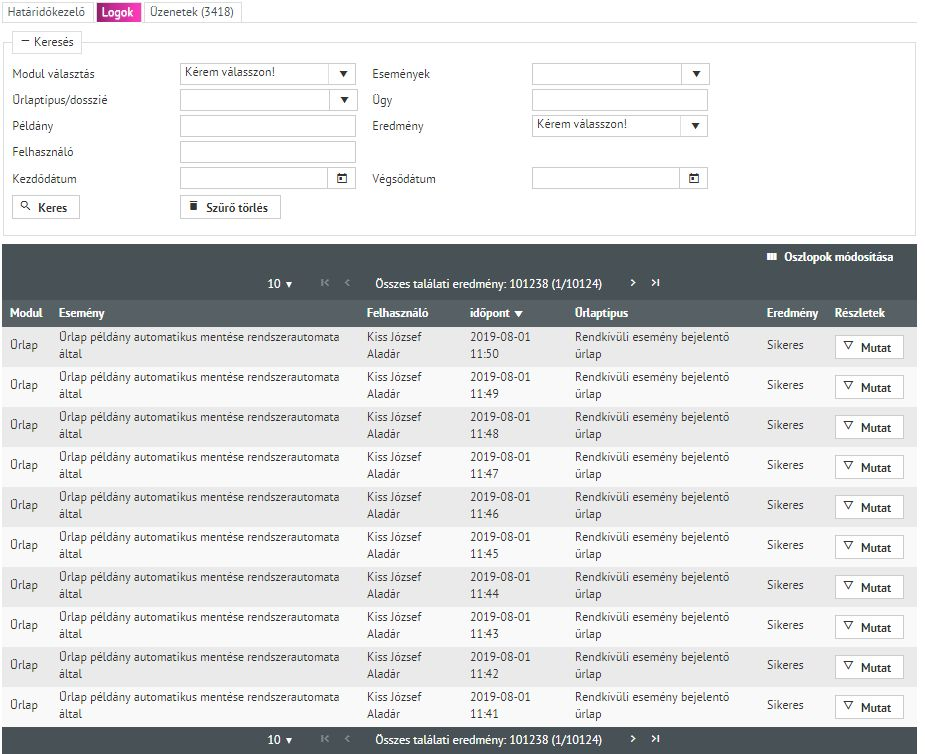 Határidőkezelő Logok Üzenetek (3418)
Keresés
Modul választás Kérem válasszon! Események
Űrlaptípus/dosszié Ügy
Példány Eredmény Kérem válasszon!
Felhasználó
Kezdődátum Végsődátum
Keres Szűrő törlés
Oszlopok módosítása
10 Összes találati eredmény: 101238 (1/10124)
Modul Esemény Felhasználó időpont Űrlaptípus Eredmény Részletek
Űrlap Űrlap példány automatikus mentése rendszerautomata által Kiss József Aladár 2019-08-01 11:50 Rendkívüli esemény bejelentő űrlap Sikeres Mutat
Űrlap Űrlap példány automatikus mentése rendszerautomata által Kiss József Aladár 2019-08-01 11:49 Rendkívüli esemény bejelentő űrlap Sikeres Mutat
Űrlap Űrlap példány automatikus mentése rendszerautomata által Kiss József Aladár 2019-08-01 11:48 Rendkívüli esemény bejelentő űrlap Sikeres Mutat
Űrlap Űrlap példány automatikus mentése rendszerautomata által Kiss József Aladár 2019-08-01 11:47 Rendkívüli esemény bejelentő űrlap Sikeres Mutat
Űrlap Űrlap példány automatikus mentése rendszerautomata által Kiss József Aladár 2019-08-01 11:46 Rendkívüli esemény bejelentő űrlap Sikeres Mutat
Űrlap Űrlap példány automatikus mentése rendszerautomata által Kiss József Aladár 2019-08-01 11:45 Rendkívüli esemény bejelentő űrlap Sikeres Mutat
Űrlap Űrlap példány automatikus mentése rendszerautomata által Kiss József Aladár 2019-08-01 11:44 Rendkívüli esemény bejelentő űrlap Sikeres Mutat
Űrlap Űrlap példány automatikus mentése rendszerautomata által Kiss József Aladár 2019-08-01 11:43 Rendkívüli esemény bejelentő űrlap Sikeres Mutat
Űrlap Űrlap példány automatikus mentése rendszerautomata által Kiss József Aladár 2019-08-01 11:42 Rendkívüli esemény bejelentő űrlap Sikeres Mutat
Űrlap Űrlap példány automatikus mentése rendszerautomata által Kiss József Aladár 2019-08-01 11:41 Rendkívüli esemény bejelentő űrlap Sikeres Mutat
10 Összes találati eredmény: 101238 (1/10124)